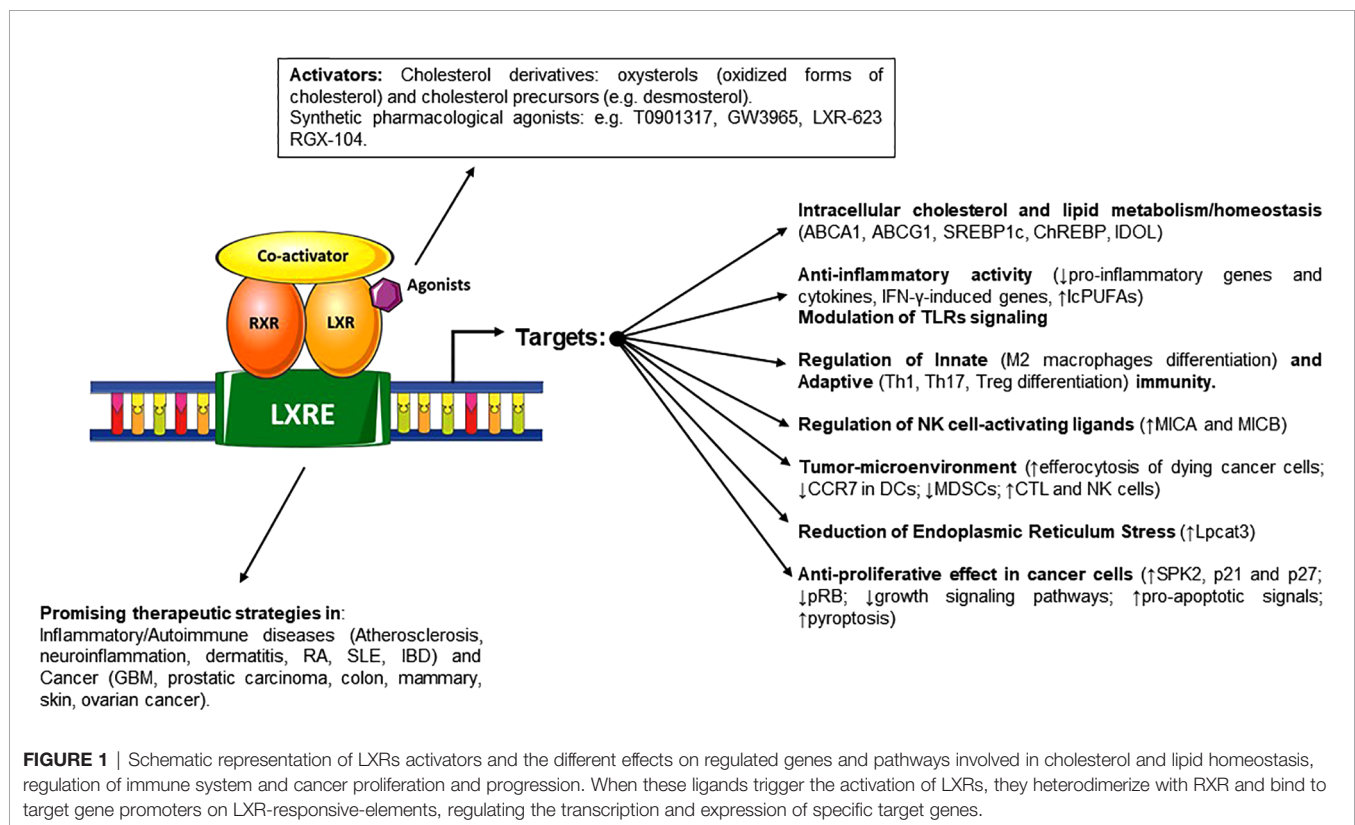 Activators: Cholesterol derivatives: oxysterols (oxidized forms of
cholesterol) and cholesterol precursors (e.g. desmosterol).
Synthetic pharmacological agonists: e.g. T0901317, GW3965, LXR-623
RGX-104.
Co-activator
Agonists
RXR
LXR
LXRE
Targets:
Intracellular cholesterol and lipid metabolism/homeostasis
(ABCA1, ABCG1, SREBP1c, ChREBP, IDOL)
Anti-inflammatory activity (↓pro-inflammatory genes and
cytokines, IFN-γ-induced genes, ↑lcPUFAs)
Modulation of TLRs signaling
Regulation of Innate (M2 macrophages differentiation) and
Adaptive (Th1, Th17, Treg differentiation) immunity.
Regulation of NK cell-activating ligands (↑MICA and MICB)
Tumor-microenvironment (↑efferocytosis of dying cancer cells;
↓CCR7 in DCs; ↓MDSCs; ↑CTL and NK cells)
Reduction of Endoplasmic Reticulum Stress (↑Lpcat3)
Anti-proliferative effect in cancer cells (↑SPK2, p21 and p27;
↓pRB; ↓growth signaling pathways; ↑pro-apoptotic signals;
↑pyroptosis)
Promising therapeutic strategies in:
Inflammatory/Autoimmune diseases (Atherosclerosis,
neuroinflammation, dermatitis, RA, SLE, IBD) and
Cancer (GBM, prostatic carcinoma, colon, mammary,
skin, ovarian cancer).
FIGURE 1 | Schematic representation of LXRs activators and the different effects on regulated genes and pathways involved in cholesterol and lipid homeostasis,
regulation of immune system and cancer proliferation and progression. When these ligands trigger the activation of LXRs, they heterodimerize with RXR and bind to
target gene promoters on LXR-responsive-elements, regulating the transcription and expression of specific target genes.